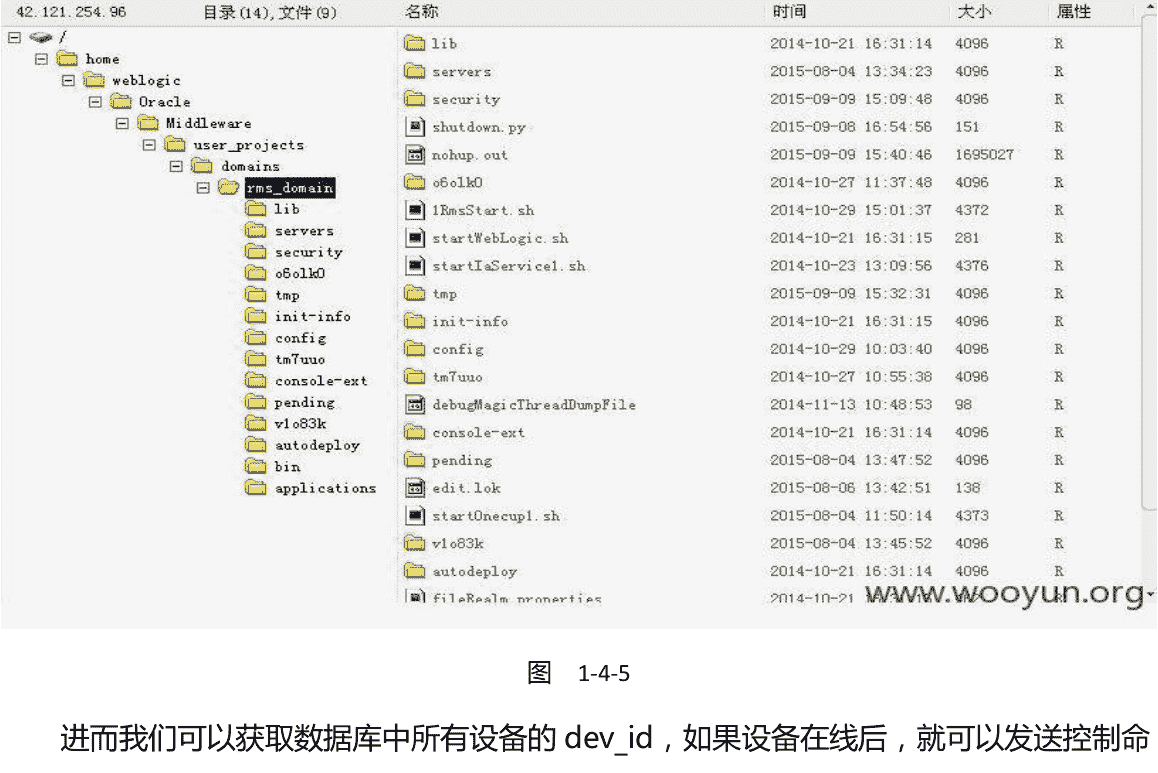 42.121.254.96 目录(14),文件(9) 名称 时间 大小 属性
/
home
weblogic
Oracle
Middleware
user_projects
domains
rms_domain
lib
servers
security
o6olk0
tmp
init-info
config
tm7uuo
console-ext
pending
v1o83k
autodeploy
bin
applications
lib 2014-10-21 16:31:14 4096 R
servers 2015-08-04 13:34:23 4096 R
security 2015-09-09 15:09:48 4096 R
shutdown.py 2015-09-08 16:54:56 151 R
nohup.out 2015-09-09 15:40:46 1695027 R
o6olk0 2014-10-27 11:37:48 4096 R
1RmsStart.sh 2014-10-29 15:01:37 4372 R
startWebLogic.sh 2014-10-21 16:31:15 281 R
startIaService1.sh 2014-10-23 13:09:56 4376 R
tmp 2015-09-09 15:32:31 4096 R
init-info 2014-10-21 16:31:15 4096 R
config 2014-10-29 10:03:40 4096 R
tm7uuo 2014-10-27 10:55:38 4096 R
debugMagicThreadDumpFile 2014-11-13 10:48:53 98 R
console-ext 2014-10-21 16:31:14 4096 R
pending 2015-08-04 13:47:52 4096 R
edit.lok 2015-08-06 13:42:51 138 R
startOnecup1.sh 2015-08-04 11:50:14 4373 R
v1o83k 2015-08-04 13:45:52 4096 R
autodeploy 2014-10-21 16:31:14 4096 R
fileRealm.properties 2014-10-21
www.wooyun.org
图 1-4-5
进而我们可以获取数据库中所有设备的 dev_id，如果设备在线后，就可以发送控制命